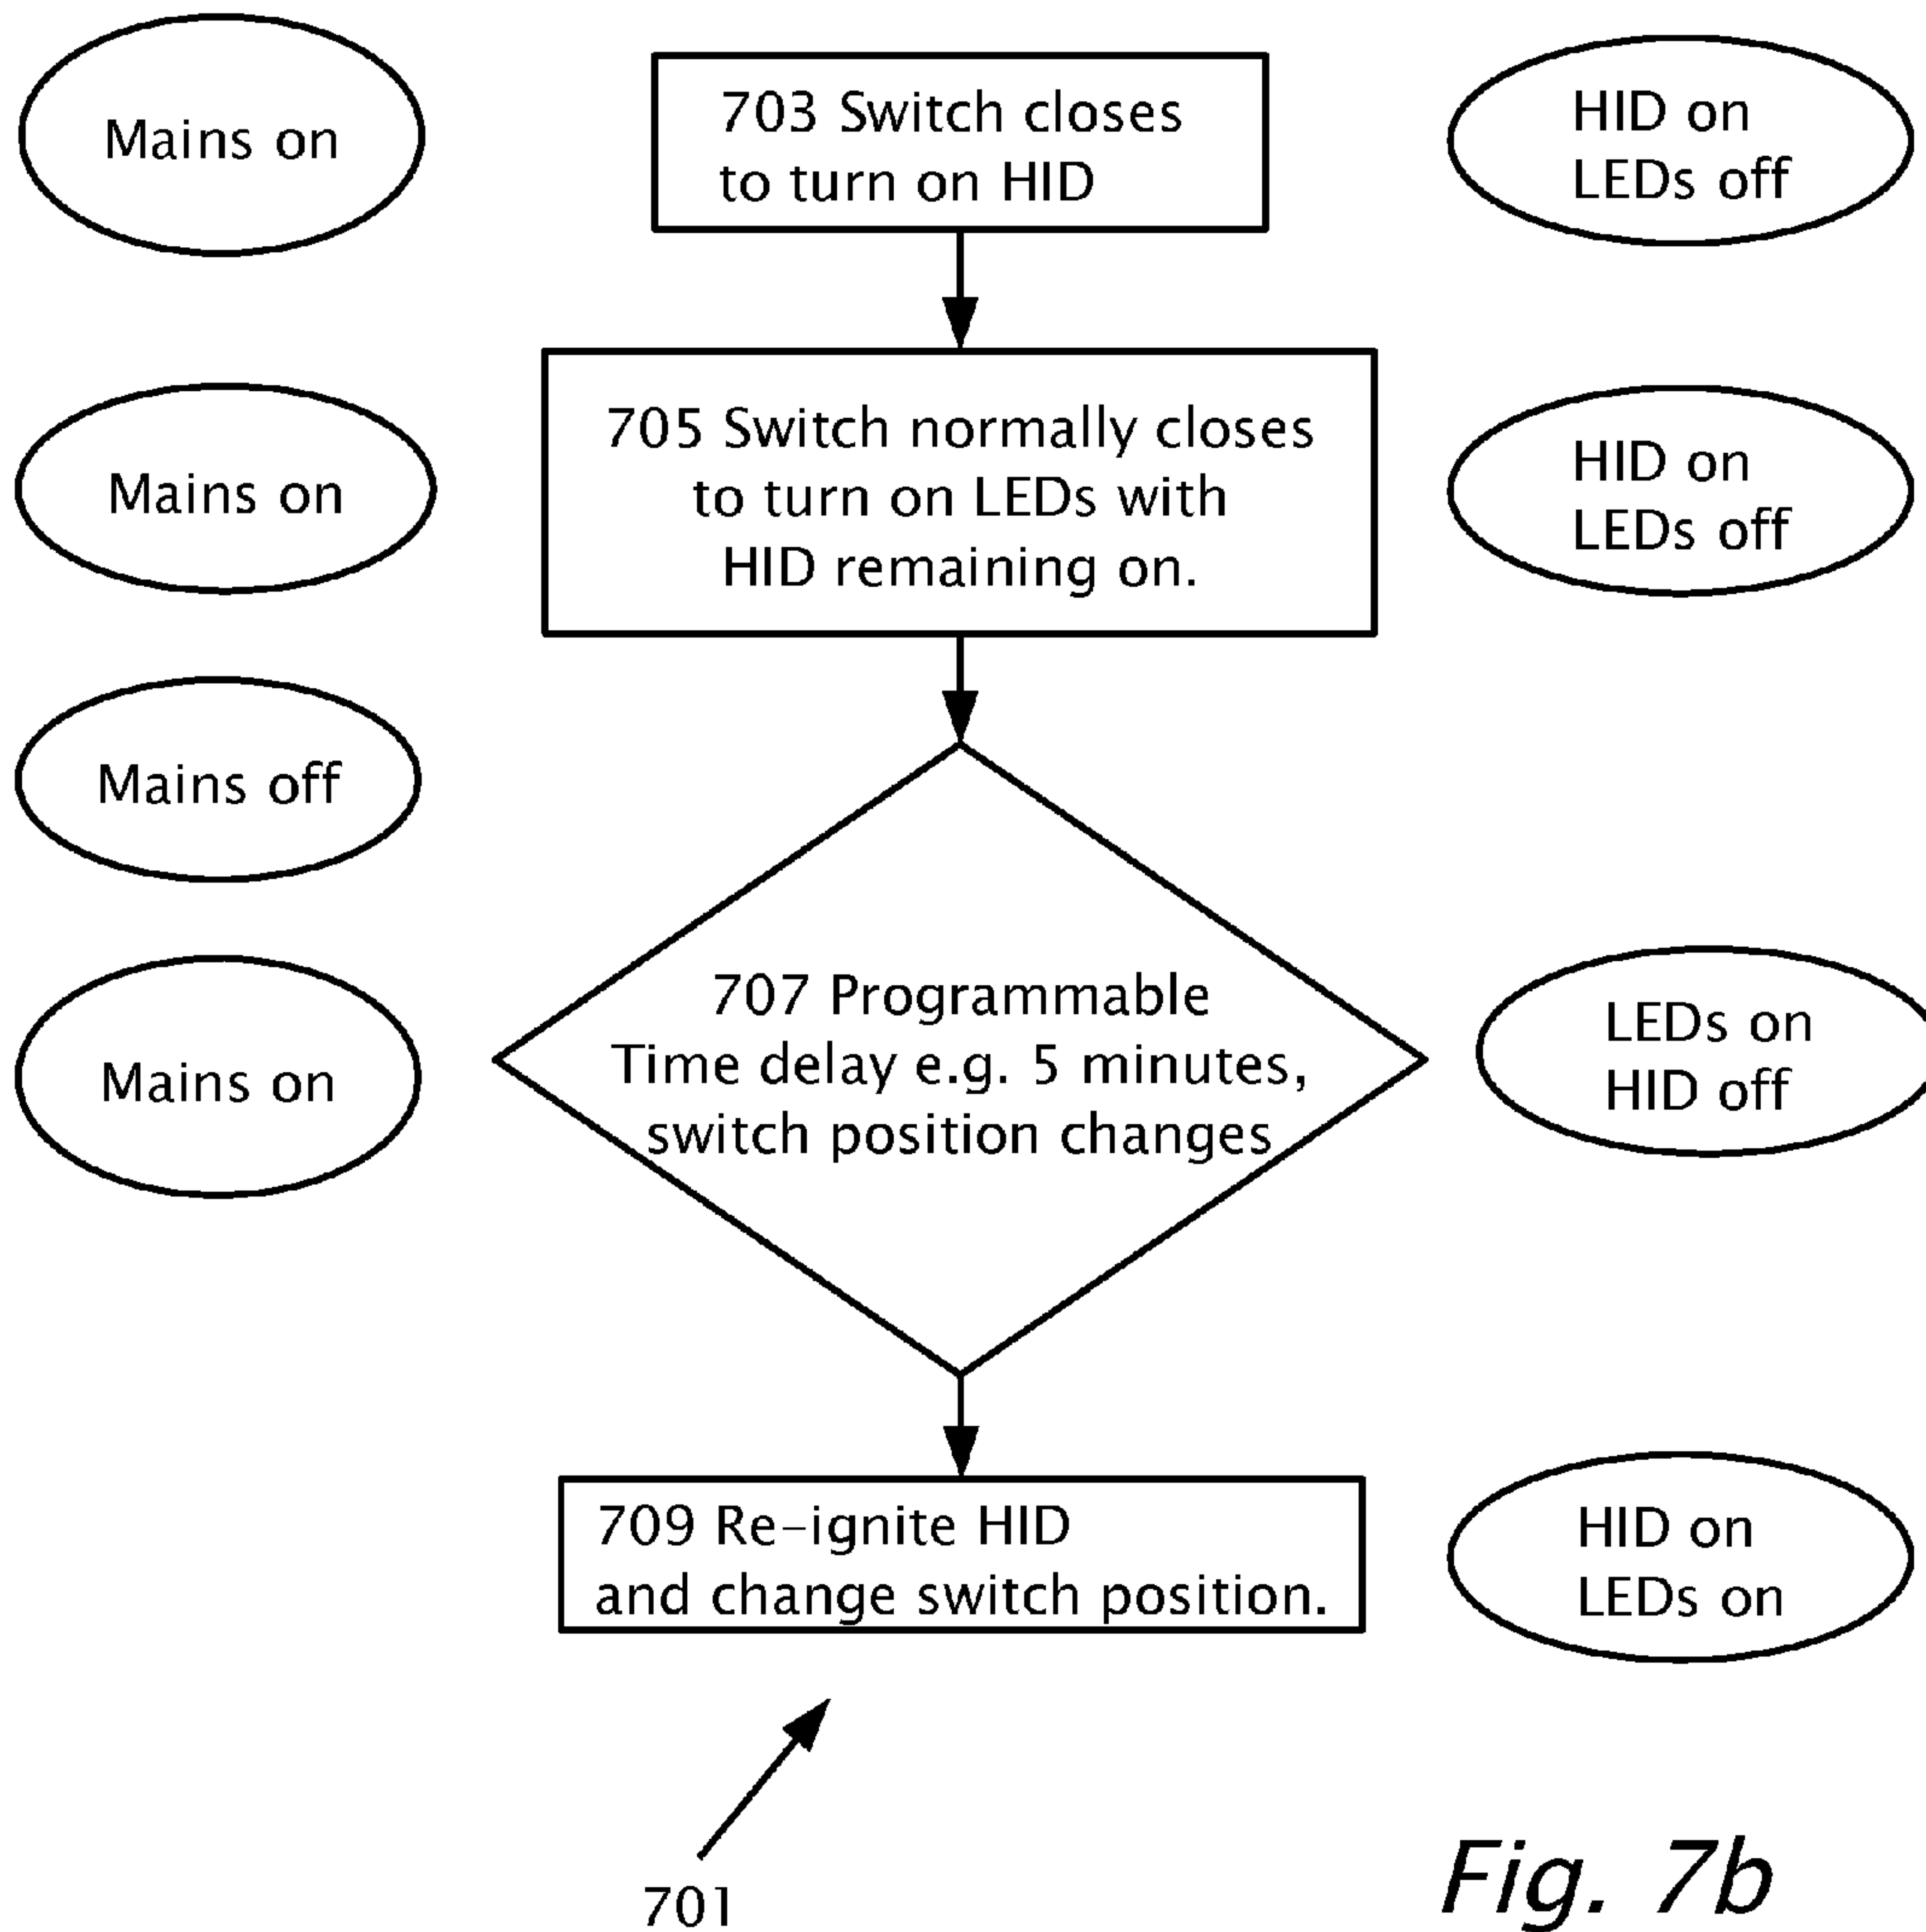 Mains on
703 Switch closes
to turn on HID
HID on
LEDs off
Mains on
705 Switch normally closes
to turn on LEDs with
HID remaining on.
HID on
LEDs off
Mains off
Mains on
707 Programmable
Time delay e.g. 5 minutes,
switch position changes
LEDs on
HID off
709 Re-ignite HID
and change switch position.
HID on
LEDs on
701
Fig. 7b